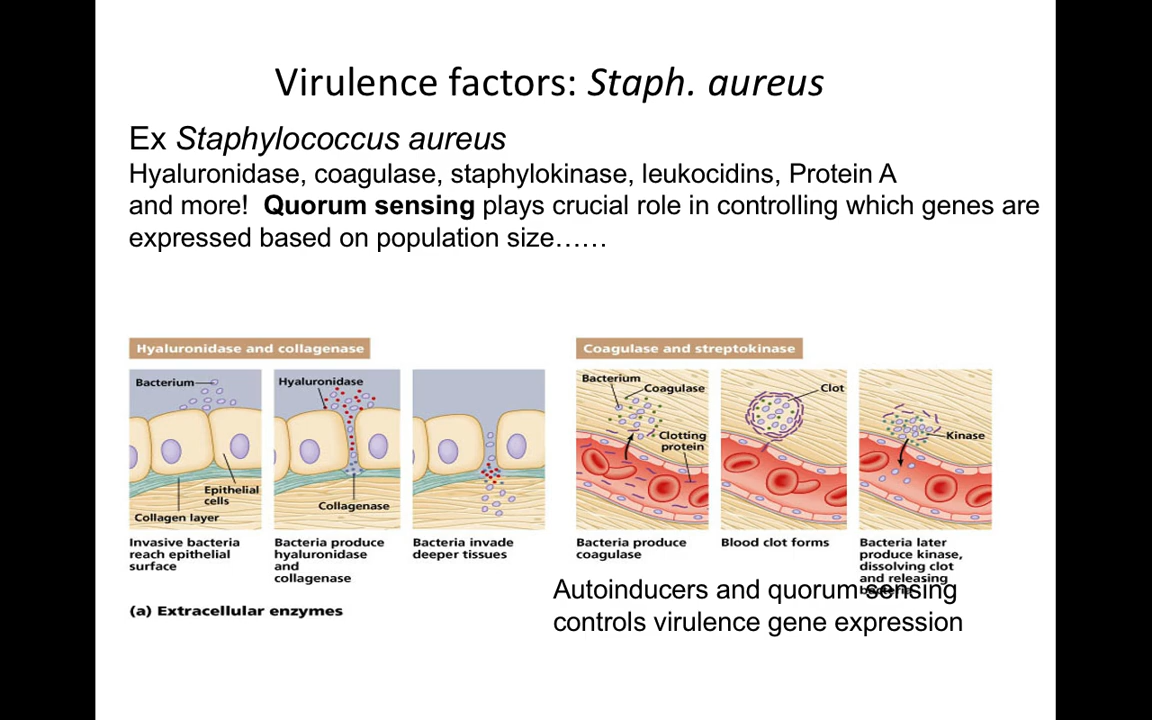 Virulence factors: Staph. aureus
Ex Staphylococcus aureus
Hyaluronidase, coagulase, staphylokinase, leukocidins, Protein A
and more! Quorum sensing plays crucial role in controlling which genes are
expressed based on population size……
Hyaluronidase and collagenase
Bacterium
Epithelial
cells
Collagen layer
Invasive bacteria
reach epithelial
surface
Hyaluronidase
Collagenase
Bacteria produce
hyaluronidase
and
collagenase
Bacteria invade
deeper tissues
(a) Extracellular enzymes
Coagulase and streptokinase
Bacterium
Coagulase
Clotting
protein
Bacteria produce
coagulase
Clot
Blood clot forms
Kinase
Bacteria later
produce kinase,
dissolving clot
and releasing
Autoinducers and quorum sensing
controls virulence gene expression